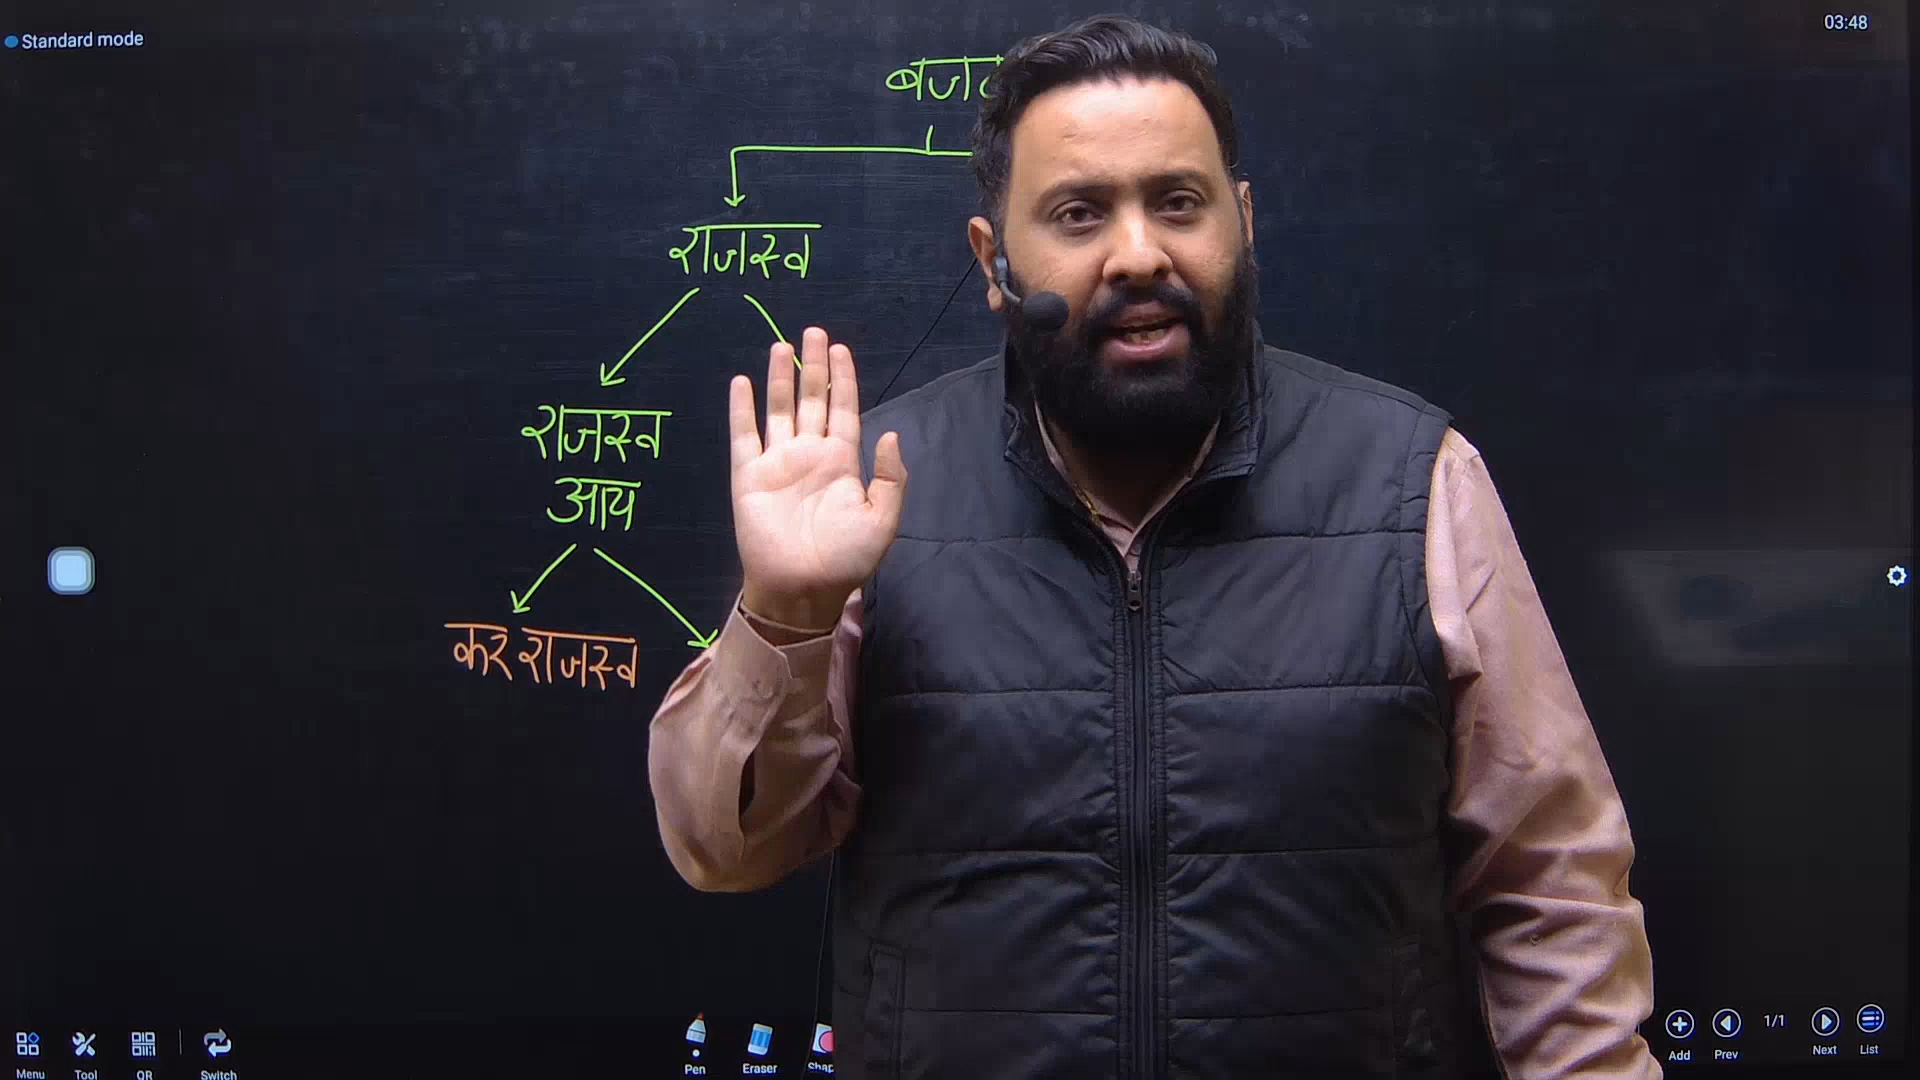 Standard mode
03:48
राजस्व
राजस्व
आय
कर राजस्व
Menu
Tool
QR
Switch
Pen
Eraser
Add
Prev
1/1
Next
List